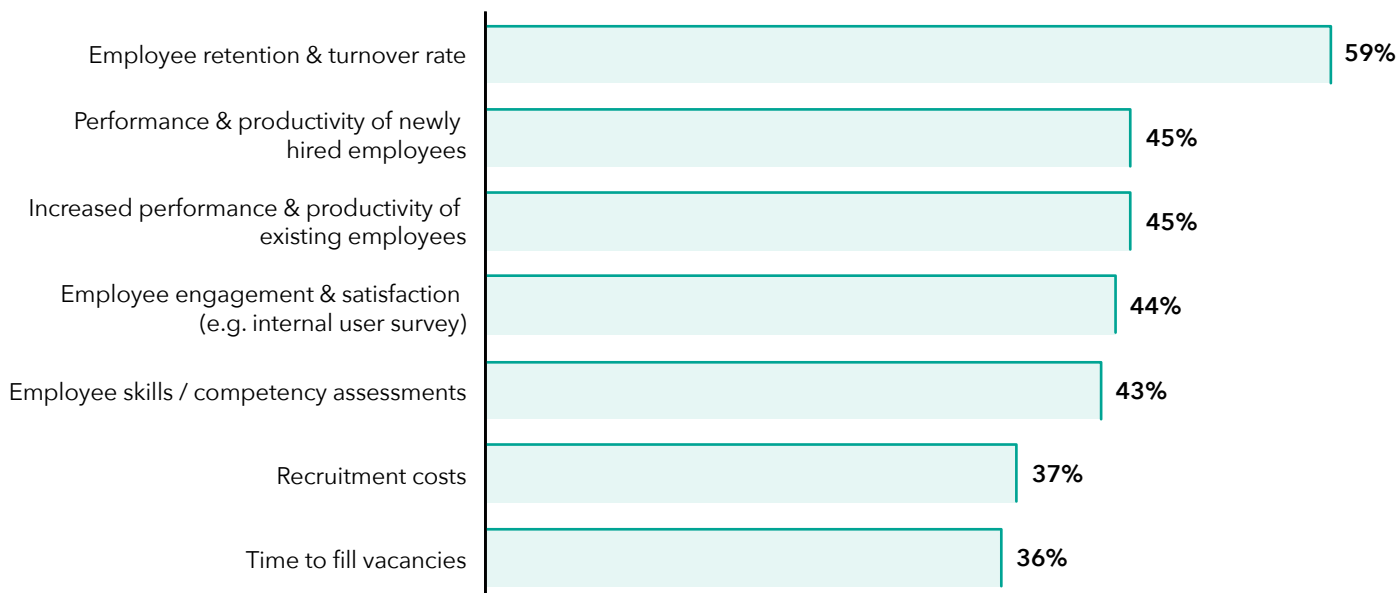 Employee retention & turnover rate
59%
Performance & productivity of newly
hired employees
45%
Increased performance & productivity of
existing employees
45%
Employee engagement & satisfaction
(e.g. internal user survey)
44%
Employee skills / competency assessments
43%
Recruitment costs
37%
Time to fill vacancies
36%